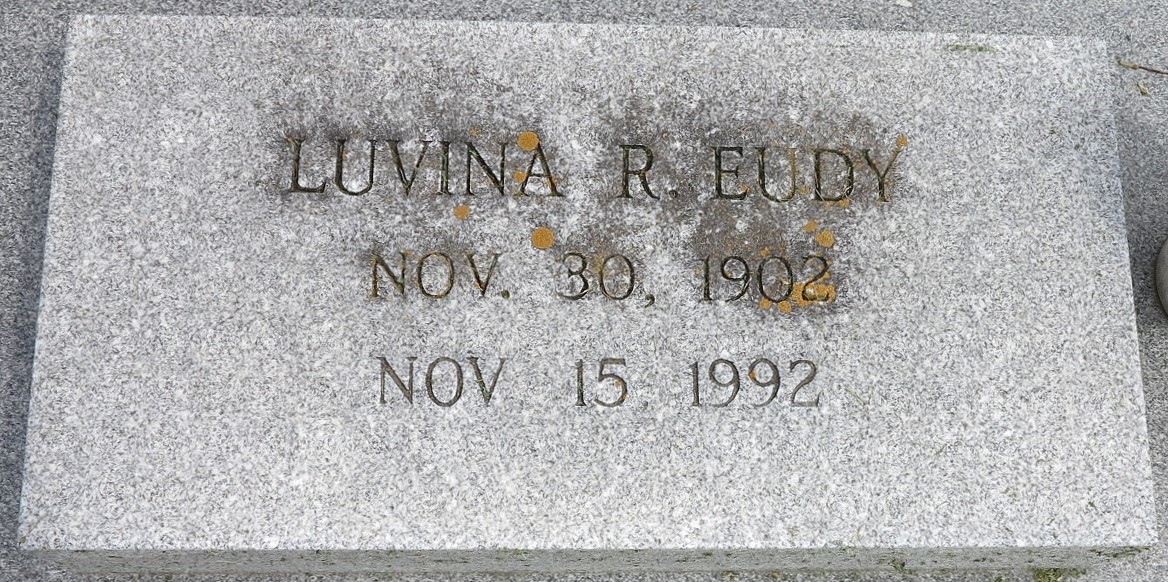 LUVINA R. EUDY
NOV. 30, 1902
NOV 15 1992